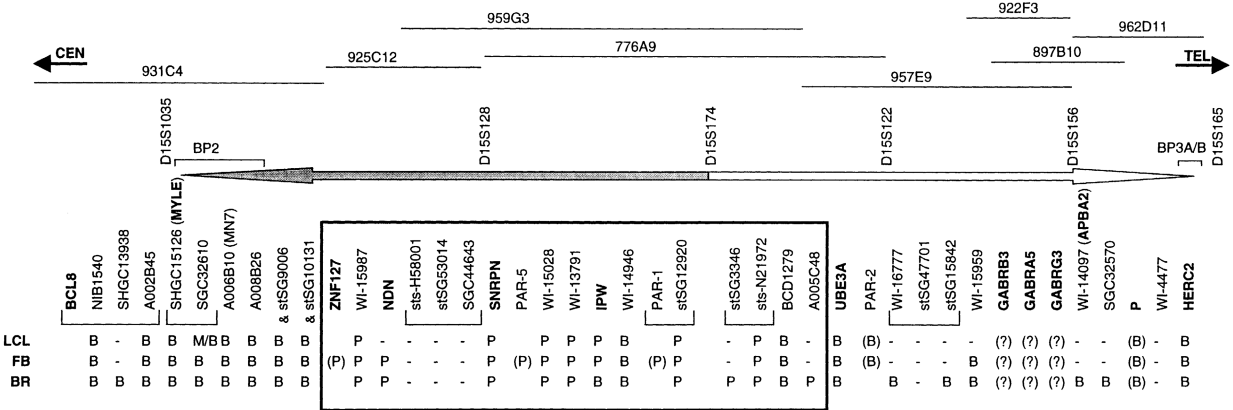 922F3
959G3
962D11
CEN
776A9
897B10
TEL
925C12
931C4
957E9
D15S1035
D15S128
D15S174
D15S122
D15S156
D15S165
BP2
BP3A/B
BCL8
NIB1540
SHGC13938
A002B45
SHGC15126 (MYLE)
SGC32610
A006B10 (MN7)
A008B26
& stSG9006
& stSG10131
ZNF127
WI-15987
NDN
sts-H58001
stSG53014
SGC44643
SNRPN
PAR-5
WI-15028
WI-13791
IPW
WI-14946
PAR-1
stSG12920
stSG3346
sts-N21972
BCD1279
A005C48
UBE3A
PAR-2
WI-16777
stSG47701
stSG15842
WI-15959
GABRB3
GABRA5
GABRG3
WI-14097 (APBA2)
SGC32570
P
WI-4477
HERC2
LCL B - B B M/B B B B B P - - - - P P P P B P - P B - B (B) - - - - (?) (?) (?) - - (B) - B
FB B - B B B B B B B (P) P P - - - P (P) P P P B (P) P - P B - B (B) - - - B (?) (?) (?) - - (B) - B
BR B B B B B B B B B P P - - - P P P B B P P P B P B B - B B (?) (?) (?) B B (B) - B